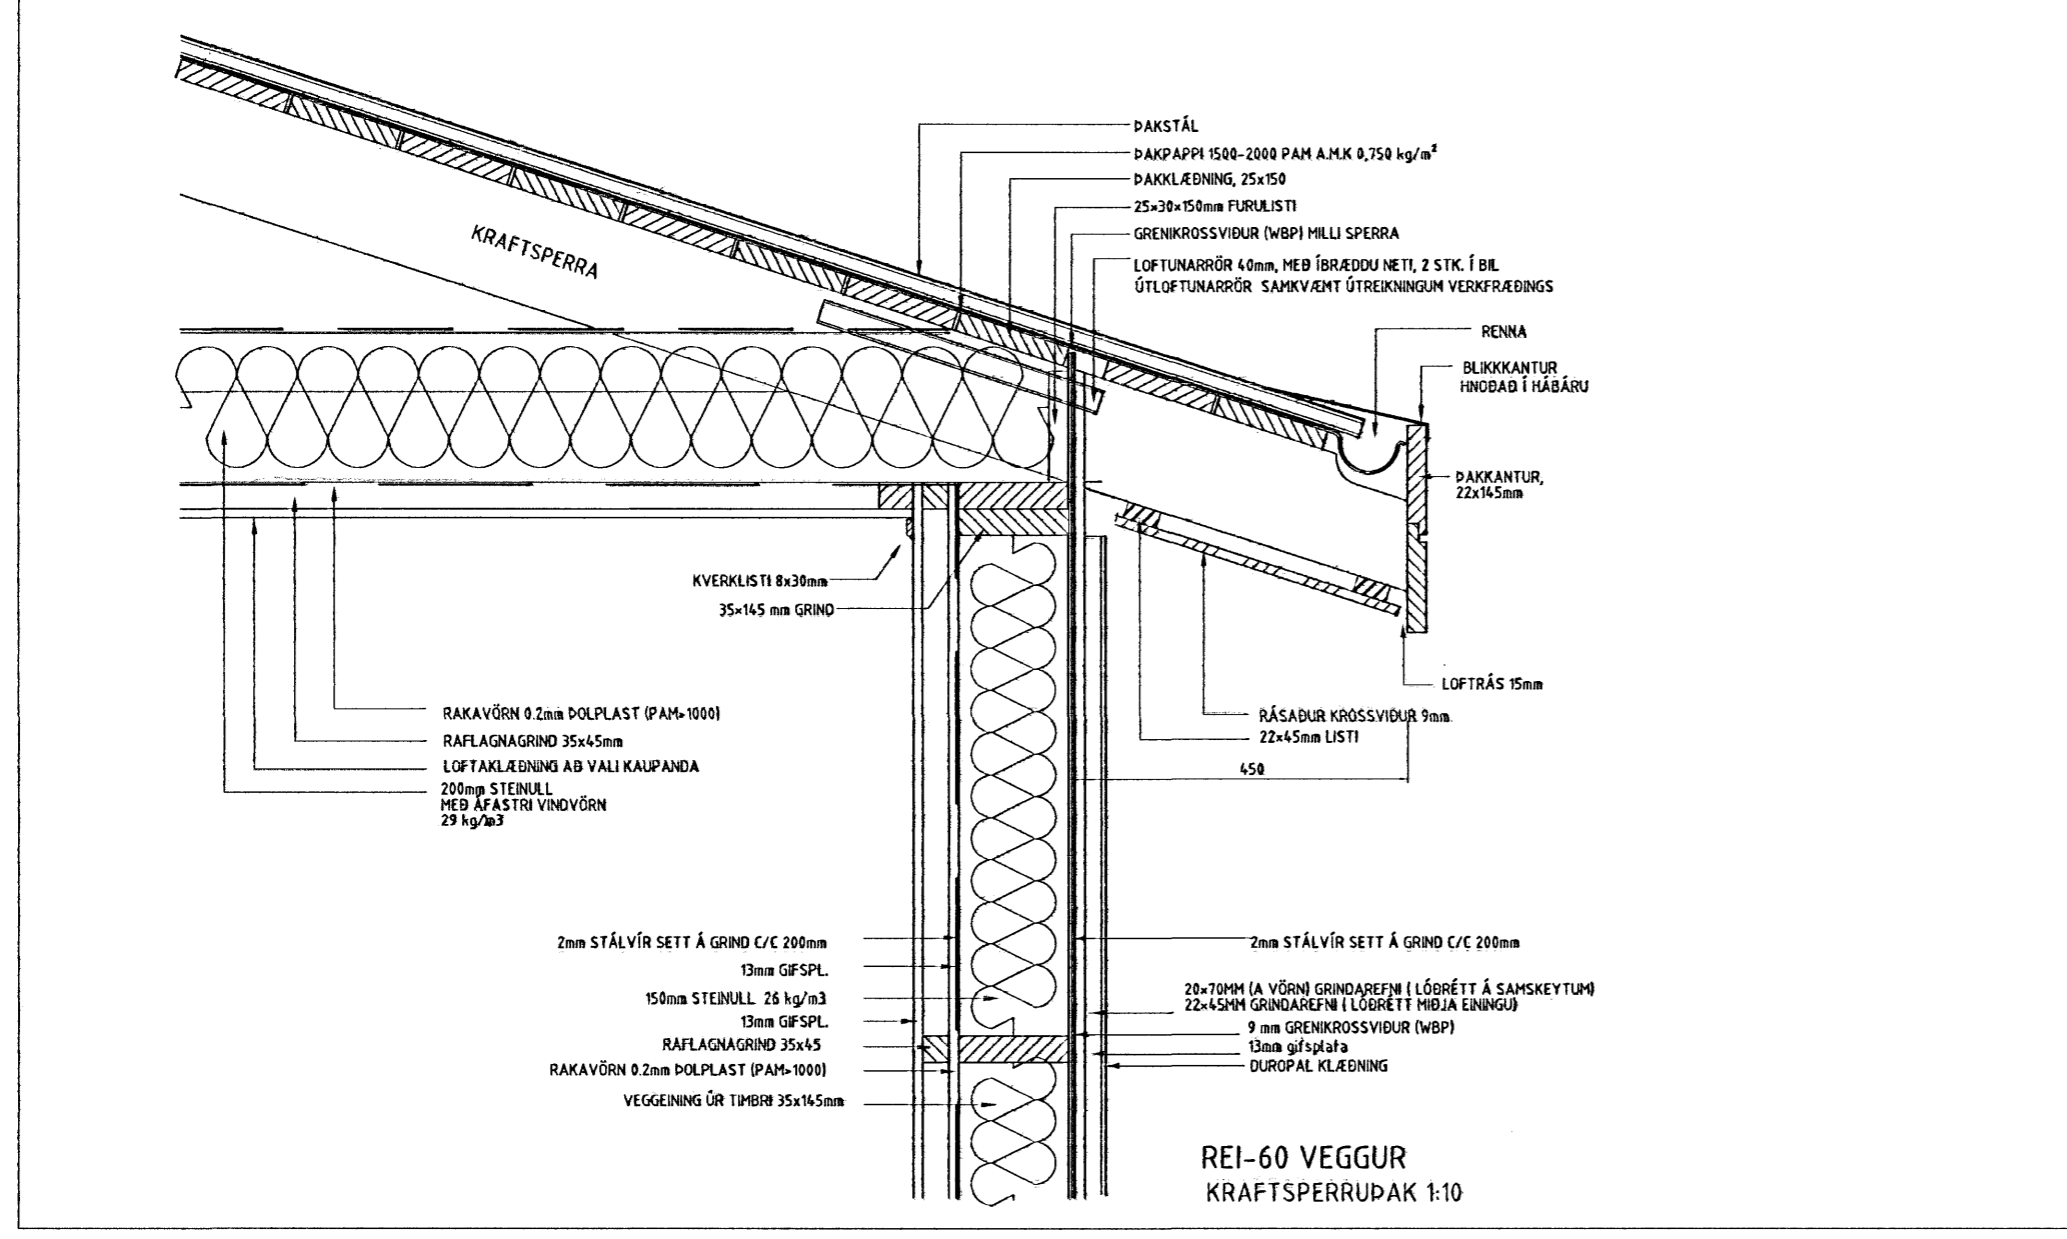 ÞAKSTÁL
ÞAKPAPPI 1500-2000 PAM A.M.K 0,750 kg/m²
ÞAKKLÆÐNING, 25x150
25x30x150mm FURULISTI
GRENIKROSSVIÐUR (WBP) MILLI SPERRA
LOFTUNARRÖR 40mm, MEÐ ÍBRÆDDU NETI, 2 STK. Í BIL
ÚTLOFTUNARRÖR SAMKVÆMT ÚTREIKNINGUM VERKFRÆÐINGS
KRAFTSPERRA
RENNA
BLIKKKANTUR
HNOÐAÐ Í HÁBÁRU
ÞAKKANTUR,
22x145mm
KVERKLISTI 8x30mm
35x145 mm GRIND
LOFTRÁS 15mm
RÁSAÐUR KROSSVIÐUR 9mm.
22x45mm LISTI
450
RAKAVÖRN 0.2mm ÞOLPLAST (PAM>1000)
RAFLAGNAGRIND 35x45mm
LOFTAKLÆÐNING AÐ VALI KAUPANDA
200mm STEINULL
MEÐ ÁFASTRI VINDVÖRN
29 kg/m3
2mm STÁLVÍR SETT Á GRIND C/C 200mm
13mm GIFSPL.
150mm STEINULL 26 kg/m3
13mm GIFSPL.
RAFLAGNAGRIND 35x45
RAKAVÖRN 0.2mm ÞOLPLAST (PAM>1000)
VEGGEINING ÚR TIMBRI 35x145mm
2mm STÁLVÍR SETT Á GRIND C/C 200mm
20x70MM (A VÖRN) GRINDAREFNI ( LÓÐRÉTT Á SAMSKEYTUM)
22x45MM GRINDAREFNI ( LÓÐRÉTT MIÐJA EININGU)
9 mm GRENIKROSSVIÐUR (WBP)
13mm gifsplata
DUROPAL KLÆÐNING
REI-60 VEGGUR
KRAFTSPERRUÞAK 1:10